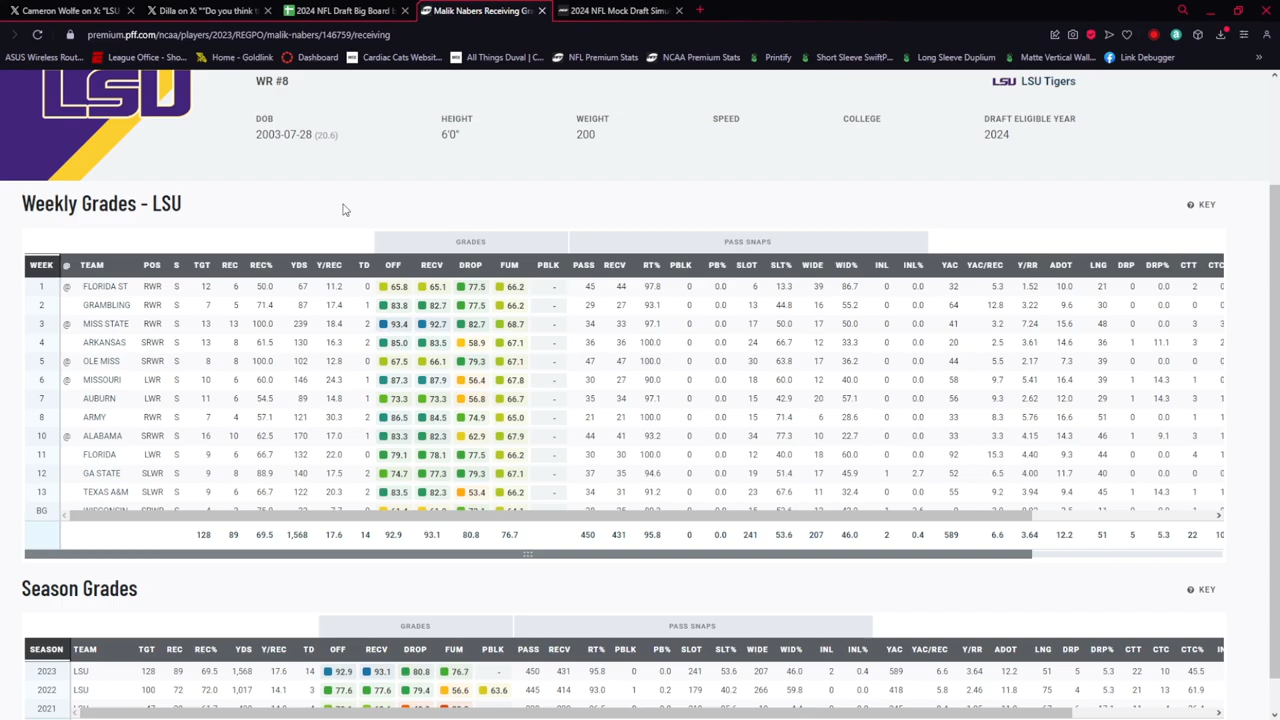 Cameron Wolfe on X: "LSU
Dilla on X: ""Do you think t
2024 NFL Draft Big Board
Malik Nabers Receiving Gra
2024 NFL Mock Draft Simu
premium.pff.com/ncaa/players/2023/REGPO/malik-nabers/146759/receiving
ASUS Wireless Rout... League Office - Sho... Home - Goldlink Dashboard Cardiac Cats Websit... All Things Duval (... NFL Premium Stats NCAA Premium Stats Printify Short Sleeve SwiftP... Long Sleeve Duplium Matte Vertical Wall... Link Debugger
LSU
WR #8
LSU Tigers
DOB HEIGHT WEIGHT SPEED COLLEGE DRAFT ELIGIBLE YEAR
2003-07-28 (20.6) 6'0" 200 2024
Weekly Grades - LSU
KEY
GRADES PASS SNAPS
WEEK @ TEAM POS S TGT REC REC% YDS Y/REC TD OFF RECV DROP FUM PBLK PASS RECV RT% PBLK PB% SLOT SLT% WIDE WID% INL INL% YAC YAC/REC Y/RR ADOT LNG DRP DRP% CTT CTC
1 @ FLORIDA ST RWR S 12 6 50.0 67 11.2 0 65.8 65.1 77.5 66.2 - 45 44 97.8 0 0.0 6 13.3 39 86.7 0 0.0 32 5.3 1.52 10.0 21 0 0.0 2
2 GRAMBLING RWR S 7 5 71.4 87 17.4 1 83.8 82.7 77.5 66.2 - 29 27 93.1 0 0.0 13 44.8 16 55.2 0 0.0 64 12.8 3.22 9.6 30 0 0.0 0
3 @ MISS STATE RWR S 13 13 100.0 239 18.4 2 93.4 92.7 82.7 68.7 - 34 33 97.1 0 0.0 17 50.0 17 50.0 0 0.0 41 3.2 7.24 15.6 48 0 0.0 3
4 ARKANSAS SRWR S 13 8 61.5 130 16.3 2 85.0 83.5 58.9 67.1 - 36 36 100.0 0 0.0 24 66.7 12 33.3 0 0.0 20 2.5 3.61 14.6 36 1 11.1 3
5 @ OLE MISS SRWR S 8 8 100.0 102 12.8 0 67.5 66.1 79.3 67.1 - 47 47 100.0 0 0.0 30 63.8 17 36.2 0 0.0 44 5.5 2.17 7.3 39 0 0.0 0
6 @ MISSOURI LWR S 10 6 60.0 146 24.3 1 87.3 87.9 56.4 67.8 - 30 27 90.0 0 0.0 18 60.0 12 40.0 0 0.0 58 9.7 5.41 16.4 39 1 14.3 1
7 AUBURN LWR S 11 6 54.5 89 14.8 1 73.3 73.3 56.8 66.7 - 35 34 97.1 0 0.0 15 42.9 20 57.1 0 0.0 56 9.3 2.62 12.0 31 1 14.3 3
8 ARMY RWR S 7 4 57.1 121 30.3 2 86.5 84.5 74.9 65.0 - 21 21 100.0 0 0.0 15 71.4 6 28.6 0 0.0 33 8.3 5.76 16.6 51 0 0.0 0
10 @ ALABAMA SRWR S 16 10 62.5 170 17.0 1 83.3 82.3 62.9 67.9 - 44 41 93.2 0 0.0 34 77.3 10 22.7 0 0.0 33 3.3 4.15 14.3 46 1 9.1 3
11 FLORIDA LWR S 9 6 66.7 132 22.0 0 79.1 78.1 77.5 66.2 - 30 30 100.0 0 0.0 12 40.0 18 60.0 0 0.0 92 15.3 4.40 9.3 44 0 0.0 4
12 GA STATE SLWR S 9 8 88.9 140 17.5 2 74.7 77.3 79.3 67.1 - 37 35 94.6 0 0.0 19 51.4 17 45.9 1 2.7 52 6.5 4.00 11.7 40 0 0.0 1
13 TEXAS A&M SLWR S 9 6 66.7 122 20.3 2 83.5 82.3 53.4 66.2 - 34 31 91.2 0 0.0 23 67.6 11 32.4 0 0.0 55 9.2 3.94 9.4 45 1 14.3 1
BG WISCONSIN SRWR S
128 89 69.5 1,568 17.6 14 92.9 93.1 80.8 76.7 450 431 95.8 0 0.0 241 53.6 207 46.0 2 0.4 589 6.6 3.64 12.2 51 5 5.3 22
Season Grades
KEY
GRADES PASS SNAPS
SEASON TEAM TGT REC REC% YDS Y/REC TD OFF RECV DROP FUM PBLK PASS RECV RT% PBLK PB% SLOT SLT% WIDE WID% INL INL% YAC YAC/REC Y/RR ADOT LNG DRP DRP% CTT CTC CTC%
2023 LSU 128 89 69.5 1,568 17.6 14 92.9 93.1 80.8 76.7 - 450 431 95.8 0 0.0 241 53.6 207 46.0 2 0.4 589 6.6 3.64 12.2 51 5 5.3 22 10 45.5
2022 LSU 100 72 72.0 1,017 14.1 3 77.6 77.6 79.4 56.6 63.6 445 414 93.0 1 0.2 179 40.2 266 59.8 0 0.0 418 5.8 2.46 11.8 75 4 5.3 21 13 61.9
2021 LSU